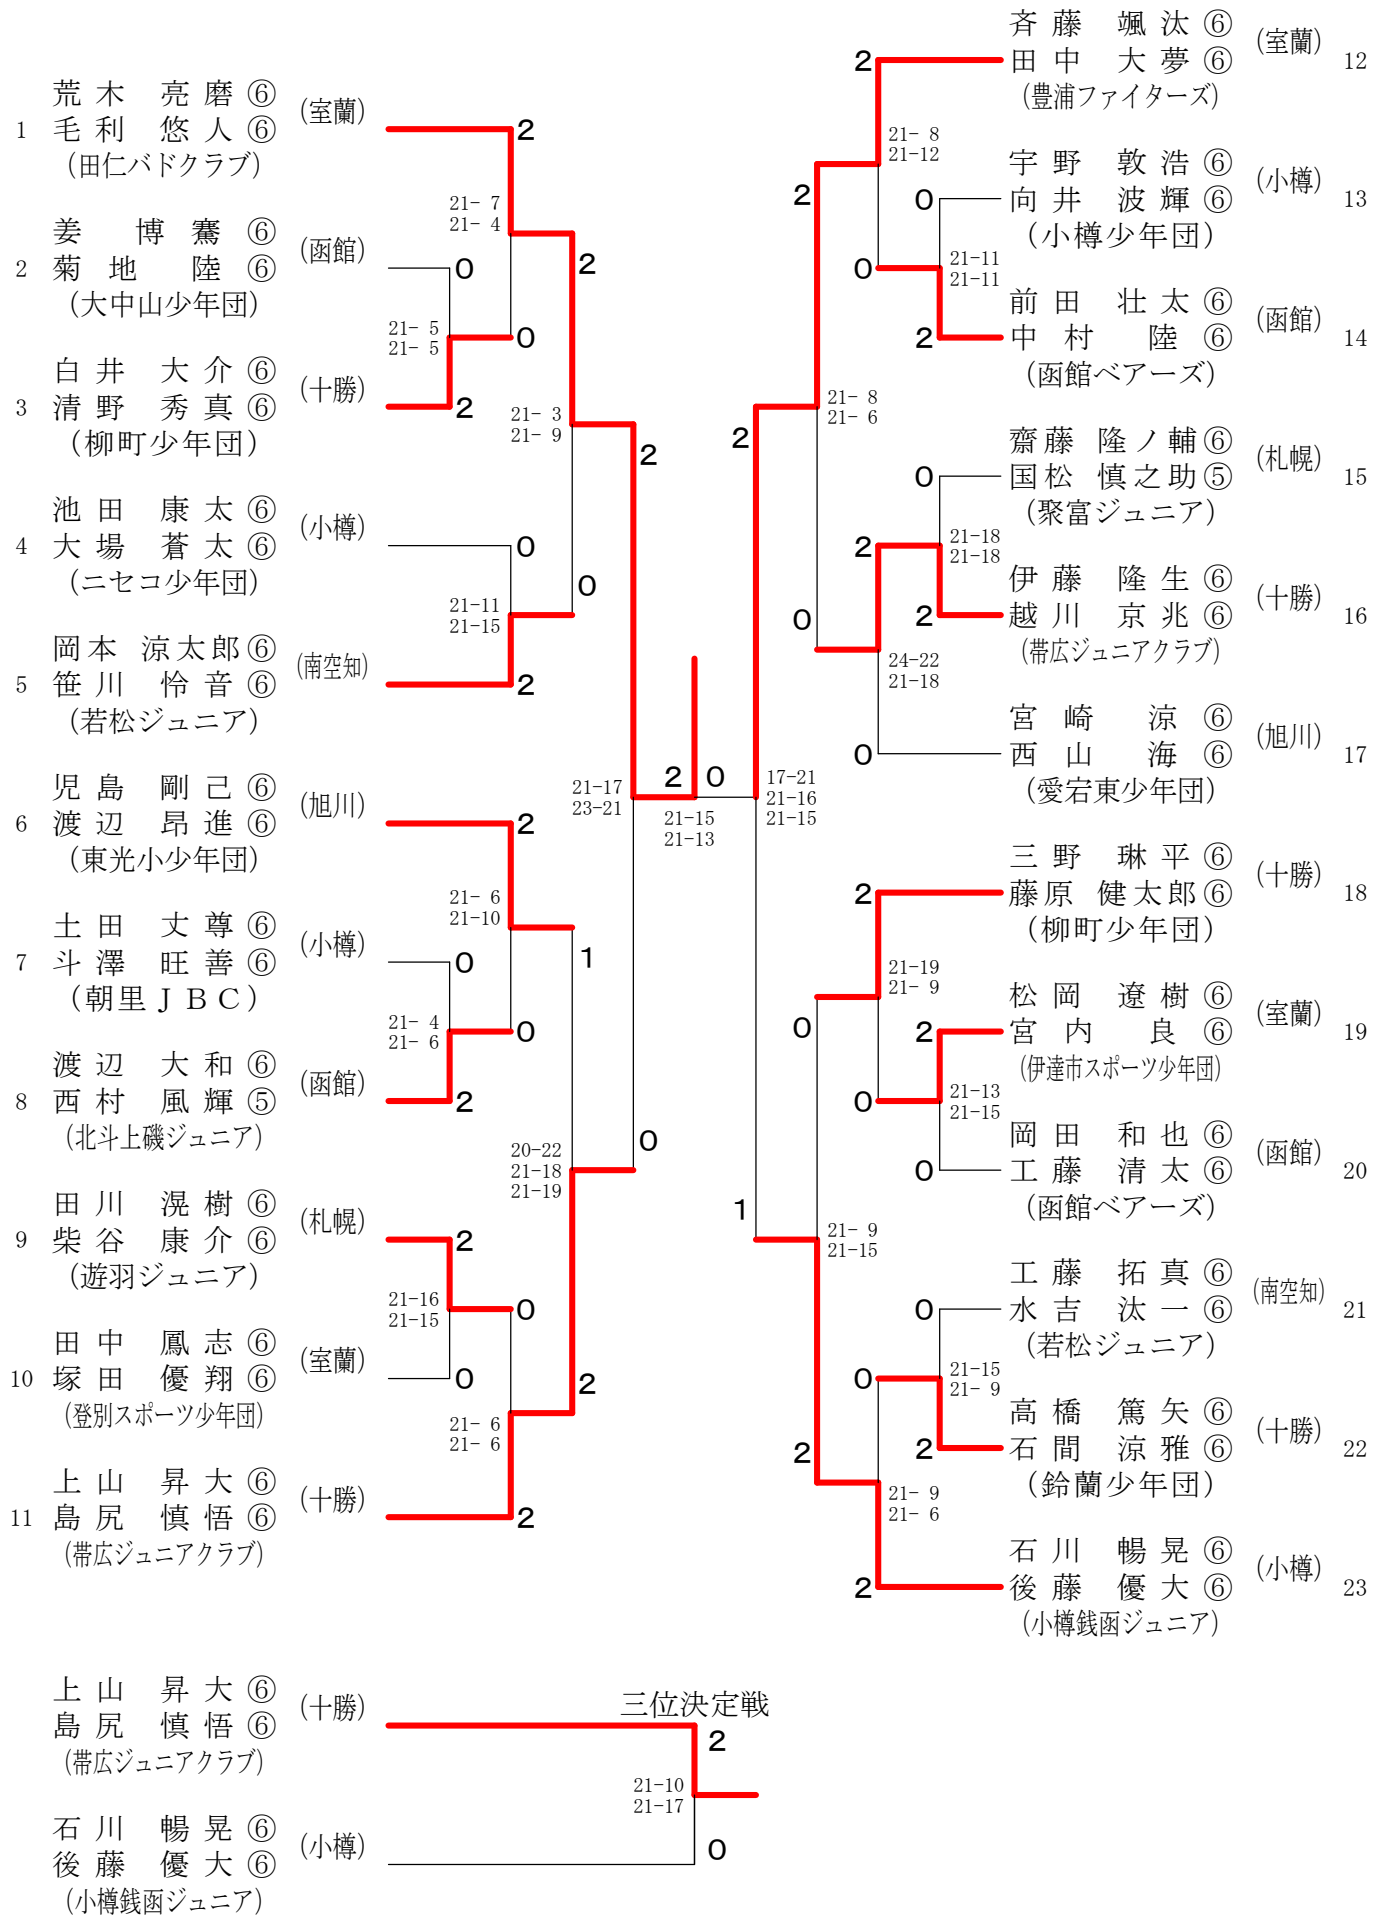 荒木 亮磨⑥
(室蘭)
1 毛利 悠人⑥
(田仁バドクラブ)
姜 博騫⑥
(函館)
2 菊地 陸⑥
(大中山少年団)
白井 大介⑥
(十勝)
3 清野 秀真⑥
(柳町少年団)
池田 康太⑥
(小樽)
4 大場 蒼太⑥
(ニセコ少年団)
岡本 涼太郎⑥
(南空知)
5 笹川 怜音⑥
(若松ジュニア)
児島 剛己⑥
(旭川)
6 渡辺 昂進⑥
(東光小少年団)
土田 丈尊⑥
(小樽)
7 斗澤 旺善⑥
(朝里JBC)
渡辺 大和⑥
(函館)
8 西村 風輝⑤
(北斗上磯ジュニア)
田川 滉樹⑥
(札幌)
9 柴谷 康介⑥
(遊羽ジュニア)
田中 鳳志⑥
(室蘭)
10 塚田 優翔⑥
(登別スポーツ少年団)
上山 昇大⑥
(十勝)
11 島尻 慎悟⑥
(帯広ジュニアクラブ)
2
21- 7
21- 4
0
0
21- 5
21- 5
2
2
21- 3
21- 9
0
0
21-11
21-15
2
2
21-17
23-21
0
2
21- 6
21-10
0
0
21- 4
21- 6
2
1
20-22
21-18
21-19
2
2
21-16
21-15
0
0
21- 6
21- 6
2
2 0
21-15
21-13
斉藤 颯汰⑥
(室蘭)
田中 大夢⑥ 12
(豊浦ファイターズ)
宇野 敦浩⑥
(小樽)
向井 波輝⑥ 13
(小樽少年団)
前田 壮太⑥
(函館)
中村 陸⑥ 14
(函館ベアーズ)
齋藤 隆ノ輔⑥
(札幌)
国松 慎之助⑤ 15
(聚富ジュニア)
伊藤 隆生⑥
(十勝)
越川 京兆⑥ 16
(帯広ジュニアクラブ)
宮崎 涼⑥
(旭川)
西山 海⑥ 17
(愛宕東少年団)
三野 琳平⑥
(十勝)
藤原 健太郎⑥ 18
(柳町少年団)
松岡 遼樹⑥
(室蘭)
宮内 良⑥ 19
(伊達市スポーツ少年団)
岡田 和也⑥
(函館)
工藤 清太⑥ 20
(函館ベアーズ)
工藤 拓真⑥
(南空知)
水吉 汰一⑥ 21
(若松ジュニア)
高橋 篤矢⑥
(十勝)
石間 涼雅⑥ 22
(鈴蘭少年団)
石川 暢晃⑥
(小樽)
後藤 優大⑥ 23
(小樽銭函ジュニア)
2
21- 8
21-12
0
0
21-11
21-11
2
2
21- 8
21- 6
0
0
21-18
21-18
2
2
24-22
21-18
0
2
17-21
21-16
21-15
1
2
21-19
21- 9
0
2
21-13
21-15
0
0
21- 9
21-15
2
0
21-15
21- 9
2
0
21- 9
21- 6
2
上山 昇大⑥
(十勝)
島尻 慎悟⑥
(帯広ジュニアクラブ)
三位決定戦
2
21-10
21-17
0
石川 暢晃⑥
(小樽)
後藤 優大⑥
(小樽銭函ジュニア)